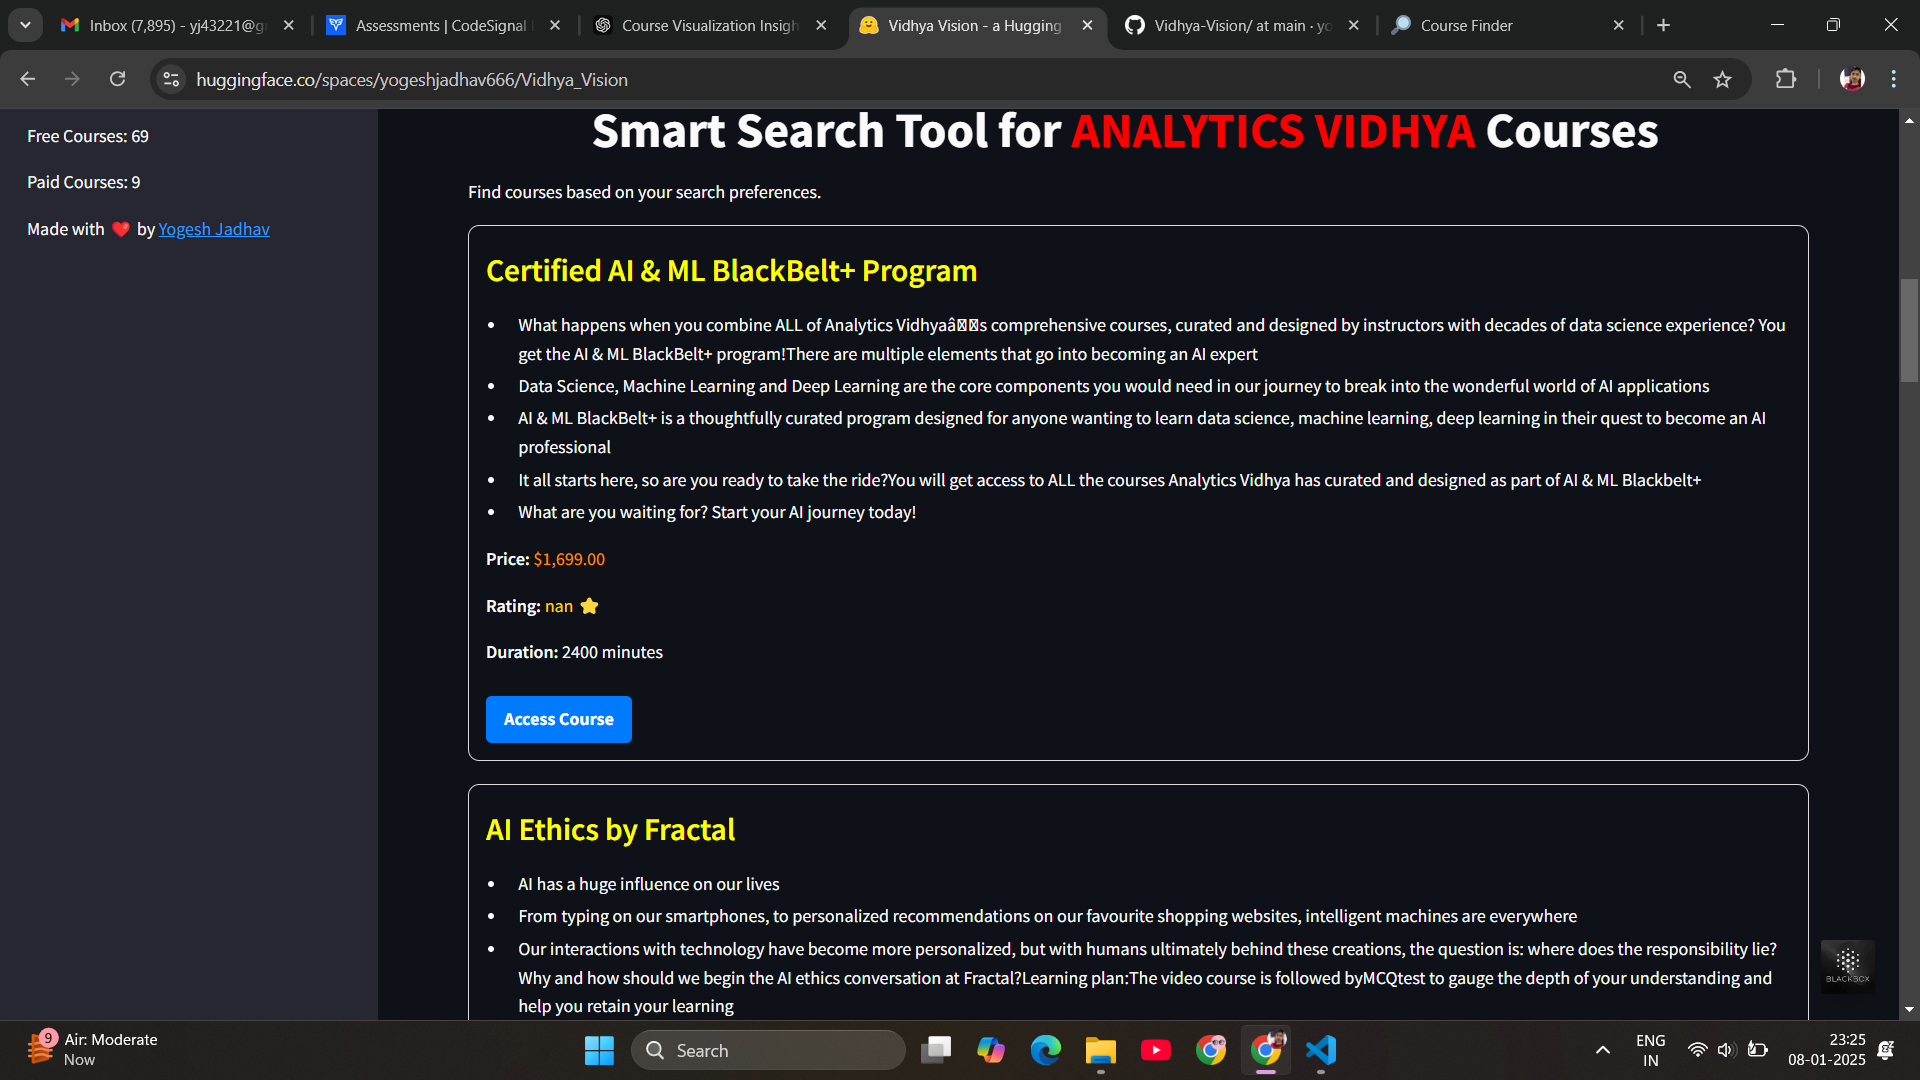 Inbox (7,895) - yj43221@g
Assessments | CodeSignal
Course Visualization Insigh
Vidhya Vision - a Hugging
Vidhya-Vision/ at main · yo
Course Finder
huggingface.co/spaces/yogeshjadhav666/Vidhya_Vision
Free Courses: 69
Paid Courses: 9
Made with ❤️ by Yogesh Jadhav
Smart Search Tool for ANALYTICS VIDHYA Courses
Find courses based on your search preferences.
Certified AI & ML BlackBelt+ Program
• What happens when you combine ALL of Analytics Vidhyaâs comprehensive courses, curated and designed by instructors with decades of data science experience? You
get the AI & ML BlackBelt+ program!There are multiple elements that go into becoming an AI expert
• Data Science, Machine Learning and Deep Learning are the core components you would need in our journey to break into the wonderful world of AI applications
• AI & ML BlackBelt+ is a thoughtfully curated program designed for anyone wanting to learn data science, machine learning, deep learning in their quest to become an AI
professional
• It all starts here, so are you ready to take the ride?You will get access to ALL the courses Analytics Vidhya has curated and designed as part of AI & ML Blackbelt+
• What are you waiting for? Start your AI journey today!
Price: $1,699.00
Rating: nan ⭐
Duration: 2400 minutes
Access Course
AI Ethics by Fractal
• AI has a huge influence on our lives
• From typing on our smartphones, to personalized recommendations on our favourite shopping websites, intelligent machines are everywhere
• Our interactions with technology have become more personalized, but with humans ultimately behind these creations, the question is: where does the responsibility lie?
Why and how should we begin the AI ethics conversation at Fractal?Learning plan:The video course is followed byMCQtest to gauge the depth of your understanding and
help you retain your learning
BLACKBOX
9
Air: Moderate
Now
Search
ENG
IN
23:25
08-01-2025